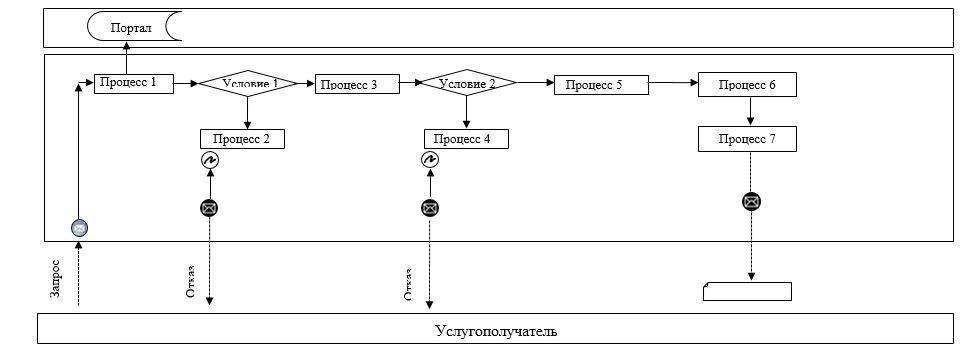 Портал
Процесс 1
Условие 1
Процесс 3
Условие 2
Процесс 5
Процесс 6
Процесс 2
Процесс 4
Процесс 7
Запрос
Отказ
Отказ
Услугополучатель